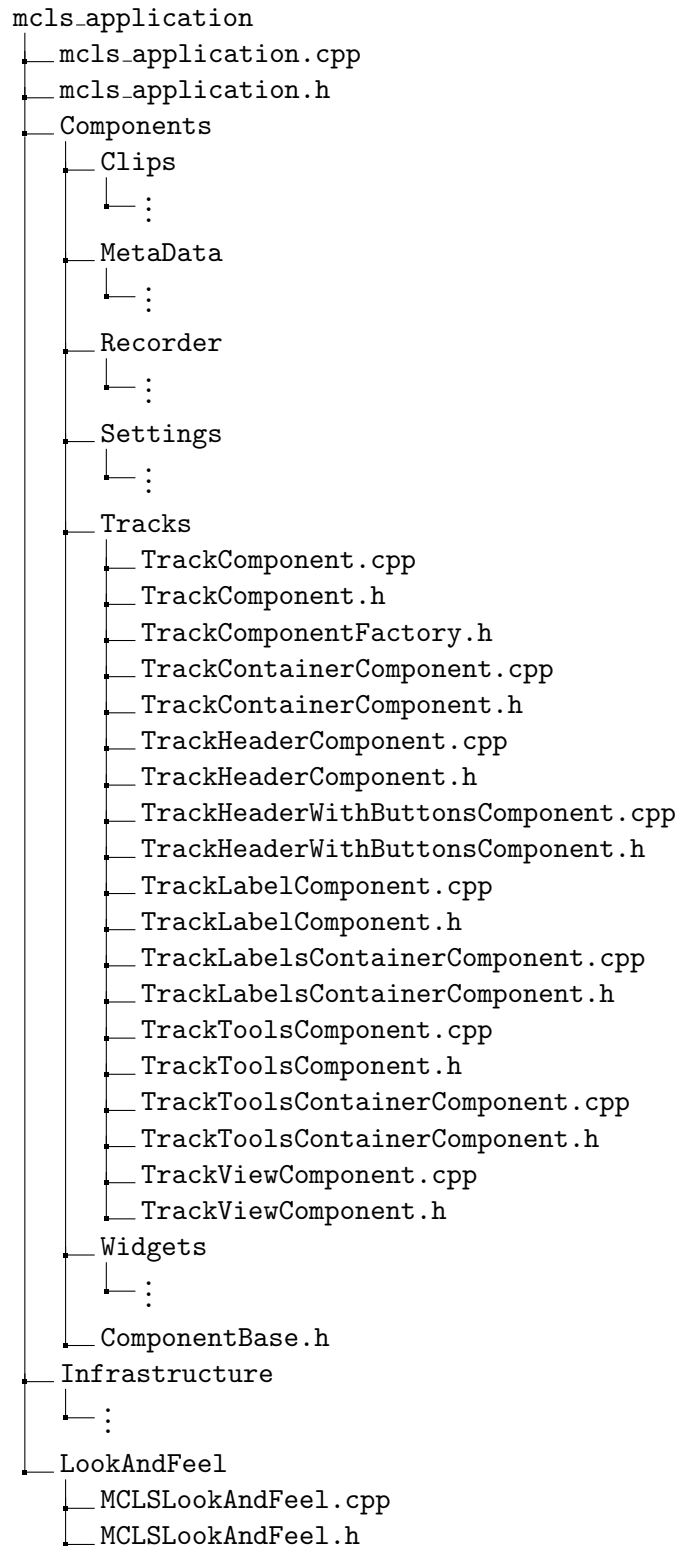 mcls_application
mcls_application.cpp
mcls_application.h
Components
Clips
⋮
MetaData
⋮
Recorder
⋮
Settings
⋮
Tracks
TrackComponent.cpp
TrackComponent.h
TrackComponentFactory.h
TrackContainerComponent.cpp
TrackContainerComponent.h
TrackHeaderComponent.cpp
TrackHeaderComponent.h
TrackHeaderWithButtonsComponent.cpp
TrackHeaderWithButtonsComponent.h
TrackLabelComponent.cpp
TrackLabelComponent.h
TrackLabelsContainerComponent.cpp
TrackLabelsContainerComponent.h
TrackToolsComponent.cpp
TrackToolsComponent.h
TrackToolsContainerComponent.cpp
TrackToolsContainerComponent.h
TrackViewComponent.cpp
TrackViewComponent.h
Widgets
⋮
ComponentBase.h
Infrastructure
⋮
LookAndFeel
MCLSLookAndFeel.cpp
MCLSLookAndFeel.h